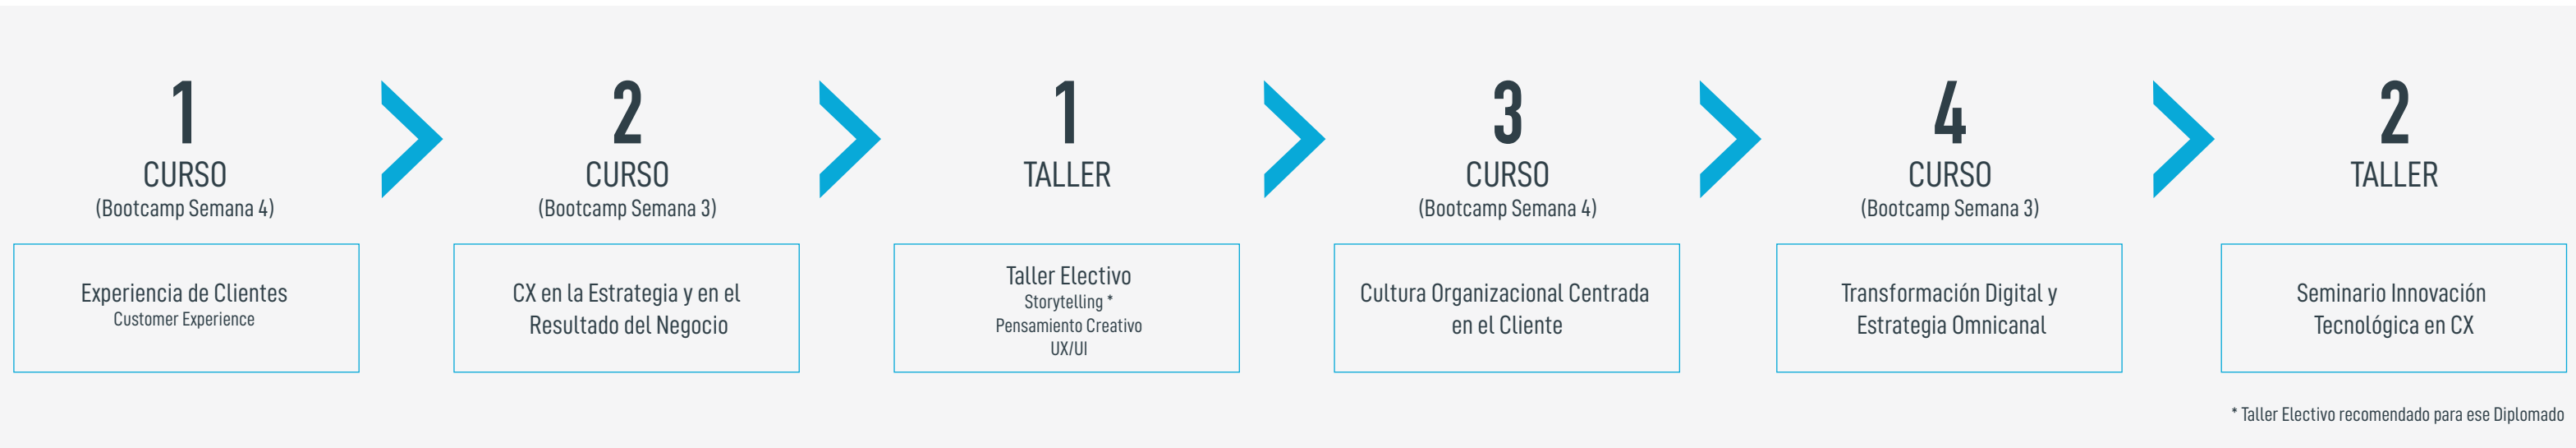 1
CURSO
(Bootcamp Semana 4)
Experiencia de Clientes
Customer Experience
2
CURSO
(Bootcamp Semana 3)
CX en la Estrategia y en el
Resultado del Negocio
1
TALLER
Taller Electivo
Storytelling *
Pensamiento Creativo
UX/UI
3
CURSO
(Bootcamp Semana 4)
Cultura Organizacional Centrada
en el Cliente
4
CURSO
(Bootcamp Semana 3)
Transformación Digital y
Estrategia Omnicanal
2
TALLER
Seminario Innovación
Tecnológica en CX
* Taller Electivo recomendado para ese Diplomado